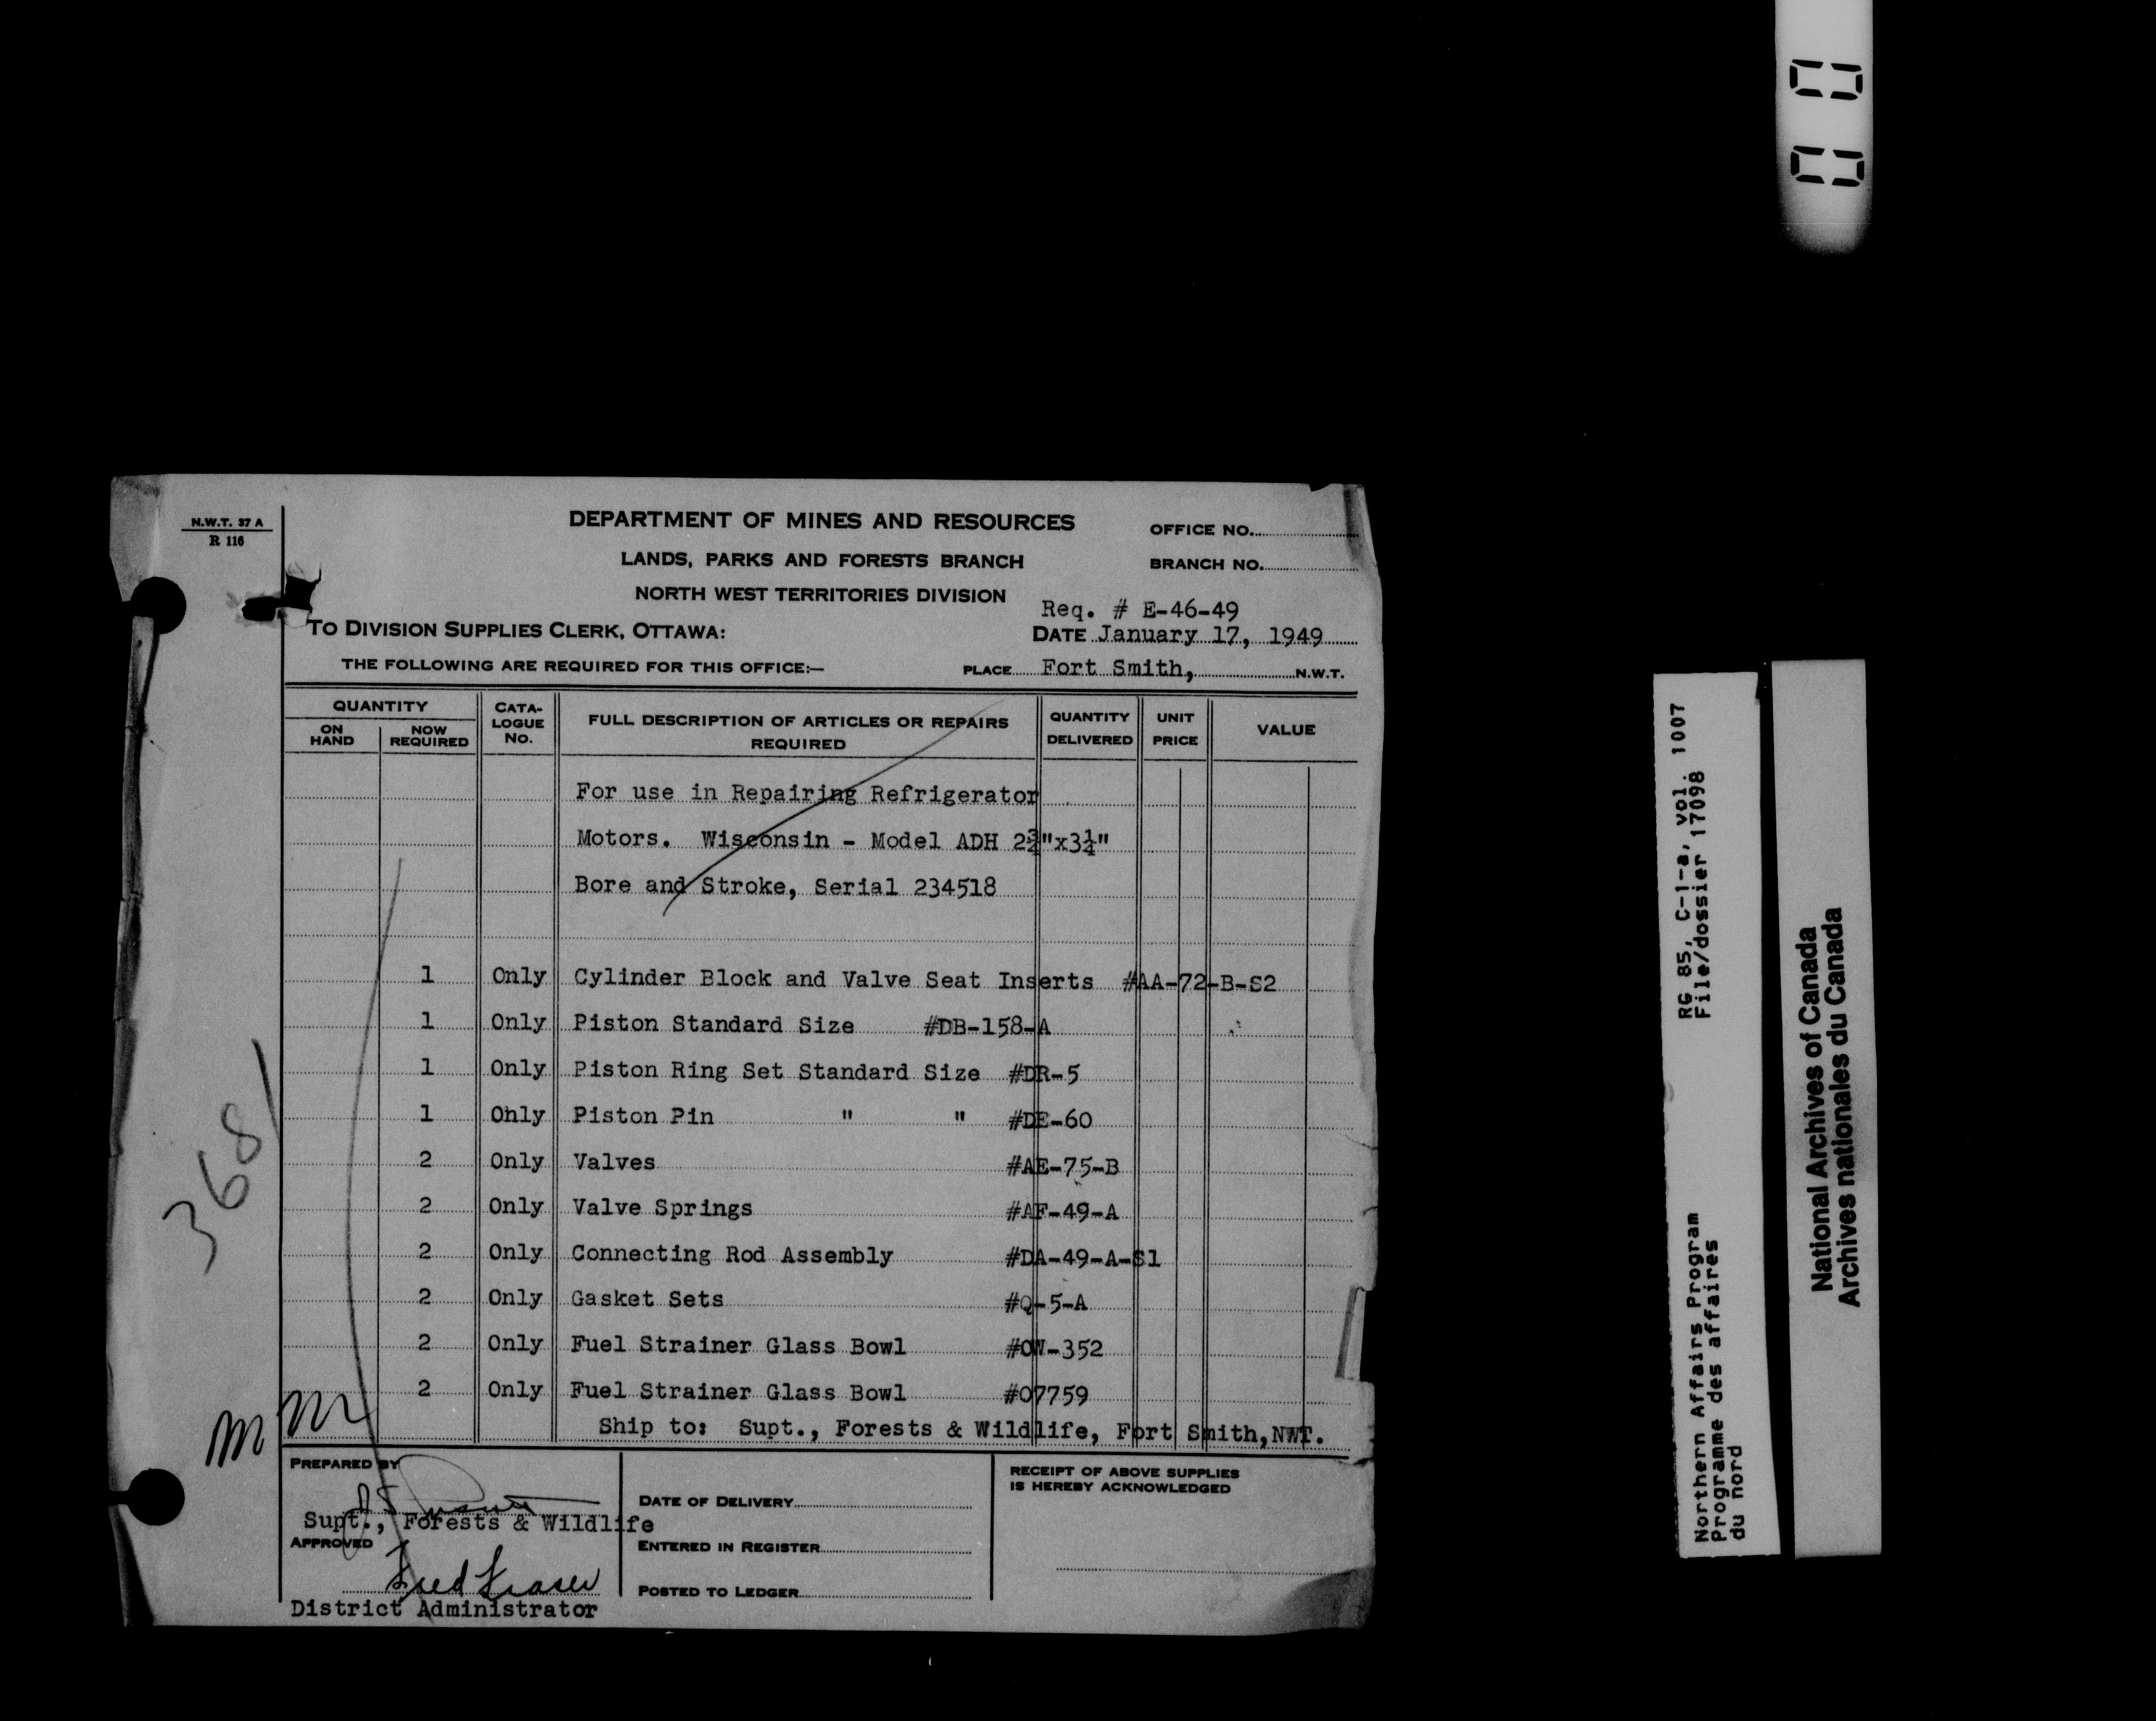 N.W.T. 37 A
R 116
DEPARTMENT OF MINES AND RESOURCES
LANDS, PARKS AND FORESTS BRANCH
NORTH WEST TERRITORIES DIVISION
OFFICE NO.
BRANCH NO.
Req. # E-46-49
TO DIVISION SUPPLIES CLERK, OTTAWA:
DATE January 17, 1949
THE FOLLOWING ARE REQUIRED FOR THIS OFFICE:—
PLACE Fort Smith, N.W.T.
QUANTITY
ON HAND
NOW REQUIRED
CATA-LOGUE NO.
FULL DESCRIPTION OF ARTICLES OR REPAIRS REQUIRED
QUANTITY DELIVERED
UNIT PRICE
VALUE
For use in Repairing Refrigerator
Motors. Wisconsin - Model ADH 2¾"x3¼"
Bore and Stroke, Serial 234518
1 Only Cylinder Block and Valve Seat Inserts #AA-72-B-S2
1 Only Piston Standard Size #DB-158-A
1 Only Piston Ring Set Standard Size #DR-5
1 Only Piston Pin " " #DE-60
2 Only Valves #AE-75-B
2 Only Valve Springs #AF-49-A
2 Only Connecting Rod Assembly #DA-49-A-S1
2 Only Gasket Sets #Q-5-A
2 Only Fuel Strainer Glass Bowl #OW-352
2 Only Fuel Strainer Glass Bowl #07759
Ship to: Supt., Forests & Wildlife, Fort Smith,NWT.
3681
PREPARED BY
Supt., Forests & Wildlife
APPROVED
Fred Fraser
District Administrator
DATE OF DELIVERY
ENTERED IN REGISTER
POSTED TO LEDGER
RECEIPT OF ABOVE SUPPLIES
IS HEREBY ACKNOWLEDGED
RG 85, C-1-a, vol. 1007
File/dossier 17098
Northern Affairs Program
Programme des affaires
du nord
National Archives of Canada
Archives nationales du Canada